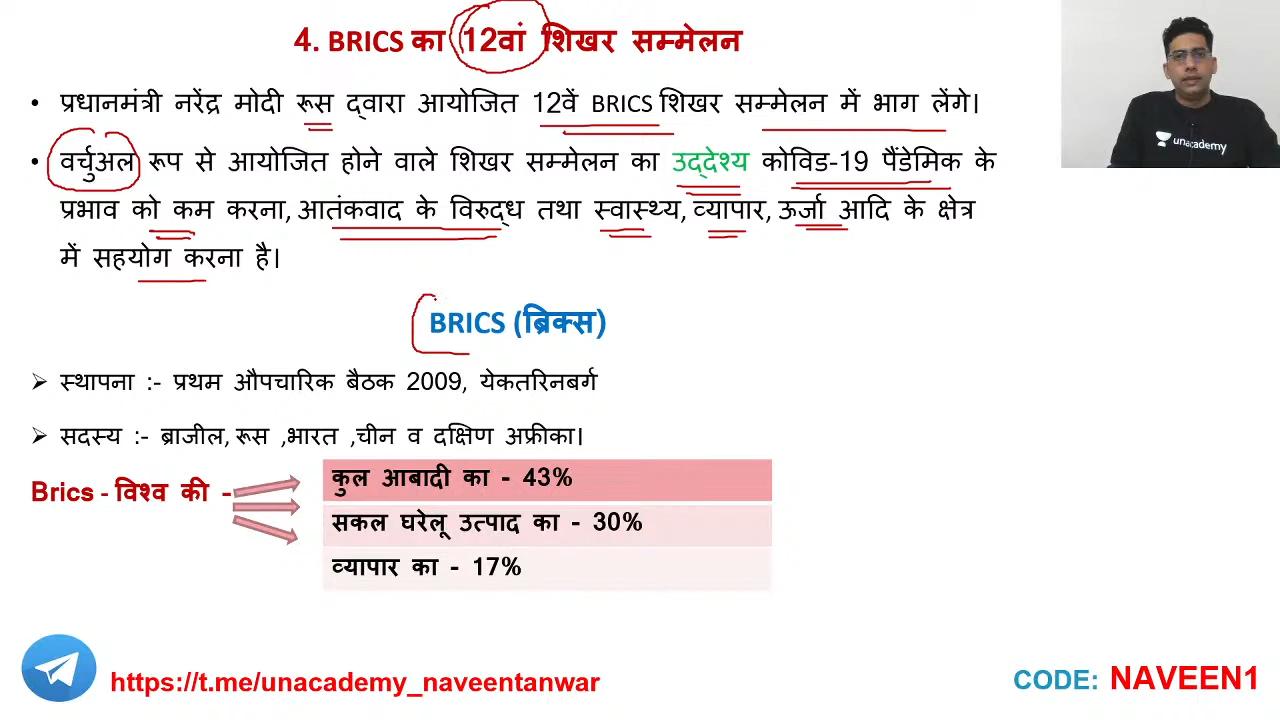 4. BRICS का 12वां शिखर सम्मेलन
• प्रधानमंत्री नरेंद्र मोदी रूस द्वारा आयोजित 12वें BRICS शिखर सम्मेलन में भाग लेंगे।
• वर्चुअल रूप से आयोजित होने वाले शिखर सम्मेलन का उद्देश्य कोविड-19 पैंडेमिक के
प्रभाव को कम करना, आतंकवाद के विरुद्ध तथा स्वास्थ्य, व्यापार, ऊर्जा आदि के क्षेत्र
में सहयोग करना है।
unacademy
BRICS (ब्रिक्स)
➢ स्थापना :- प्रथम औपचारिक बैठक 2009, येकतरिनबर्ग
➢ सदस्य :- ब्राजील, रूस ,भारत ,चीन व दक्षिण अफ्रीका।
Brics - विश्व की -
कुल आबादी का - 43%
सकल घरेलू उत्पाद का - 30%
व्यापार का - 17%
https://t.me/unacademy_naveentanwar
CODE: NAVEEN1